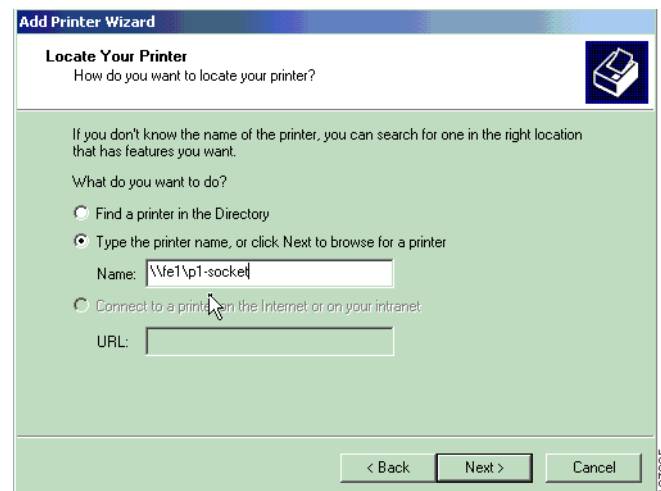 Add Printer Wizard
Locate Your Printer
How do you want to locate your printer?
If you don't know the name of the printer, you can search for one in the right location
that has features you want.
What do you want to do?
Find a printer in the Directory
Type the printer name, or click Next to browse for a printer
Name: \\fe1\p1-socket
Connect to a printer on the Internet or on your intranet
URL:
< Back Next > Cancel